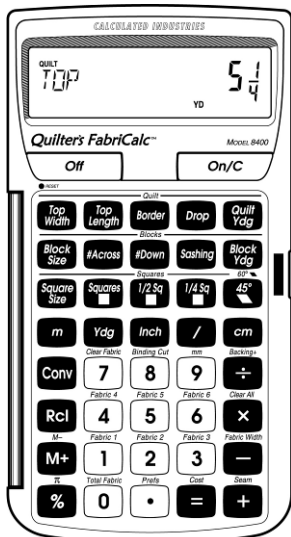 CALCULATED INDUSTRIES
QUILT
TOP 5 1/4
YD
Quilter's FabriCalc™ MODEL 8400
Off On/C
RESET
Quilt
Top Width Top Length Border Drop Quilt Ydg
Blocks
Block Size #Across #Down Sashing Block Ydg
Squares 60°
Square Size Squares 1/2 Sq 1/4 Sq 45°
m Ydg Inch / cm
Clear Fabric Binding Cut mm Backing+
Conv 7 8 9 ÷
Fabric 4 Fabric 5 Fabric 6 Clear All
Rcl 4 5 6 ×
M– Fabric 1 Fabric 2 Fabric 3 Fabric Width
M+ 1 2 3 –
π Total Fabric Prefs Cost Seam
% 0 • = +